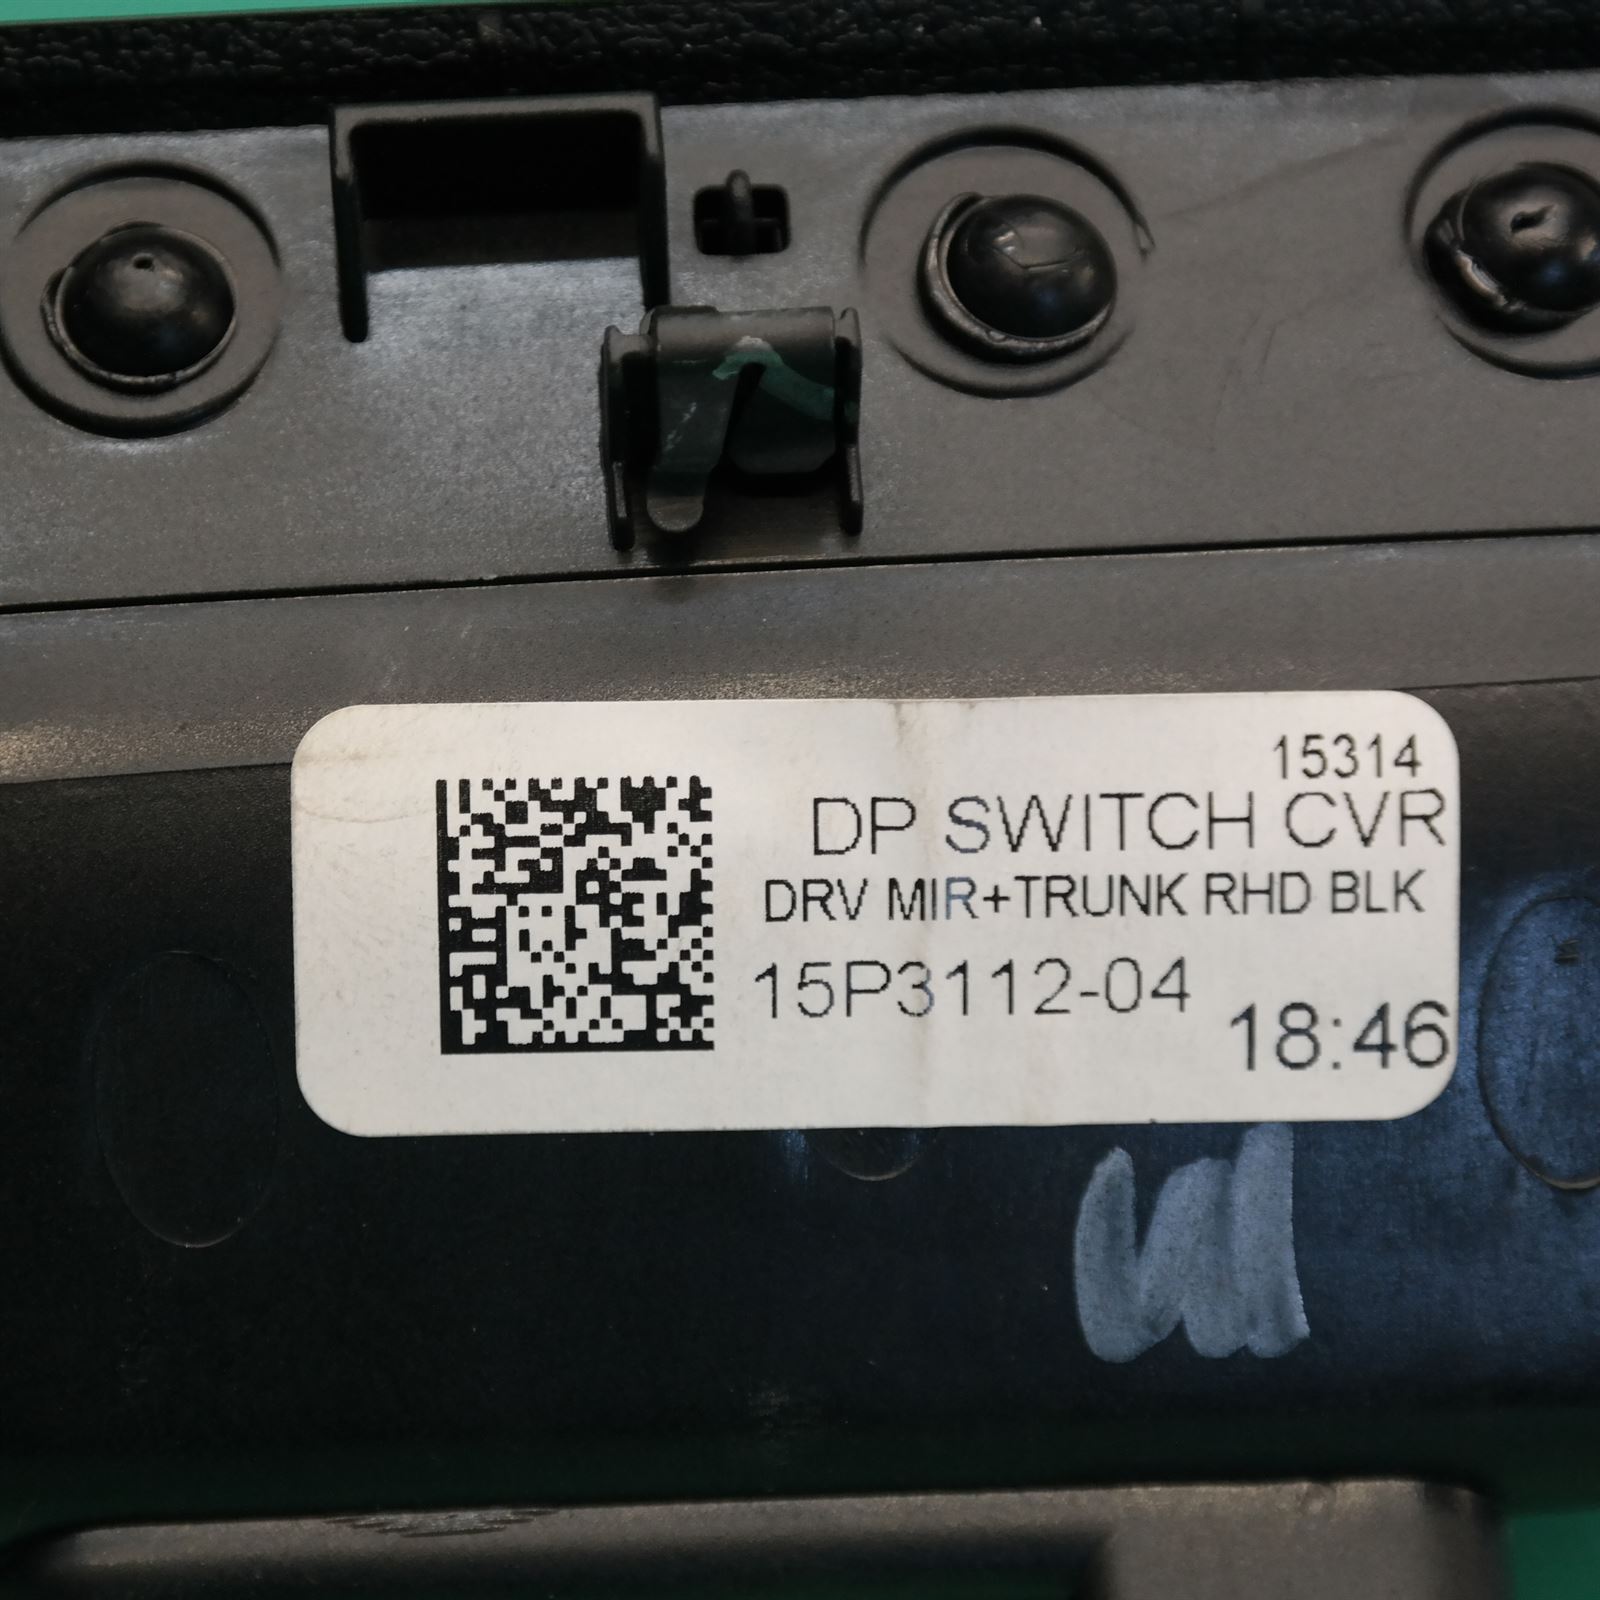 15314
DP SWITCH CVR
DRV MIR+TRUNK RHD BLK
15P3112-04
18:46